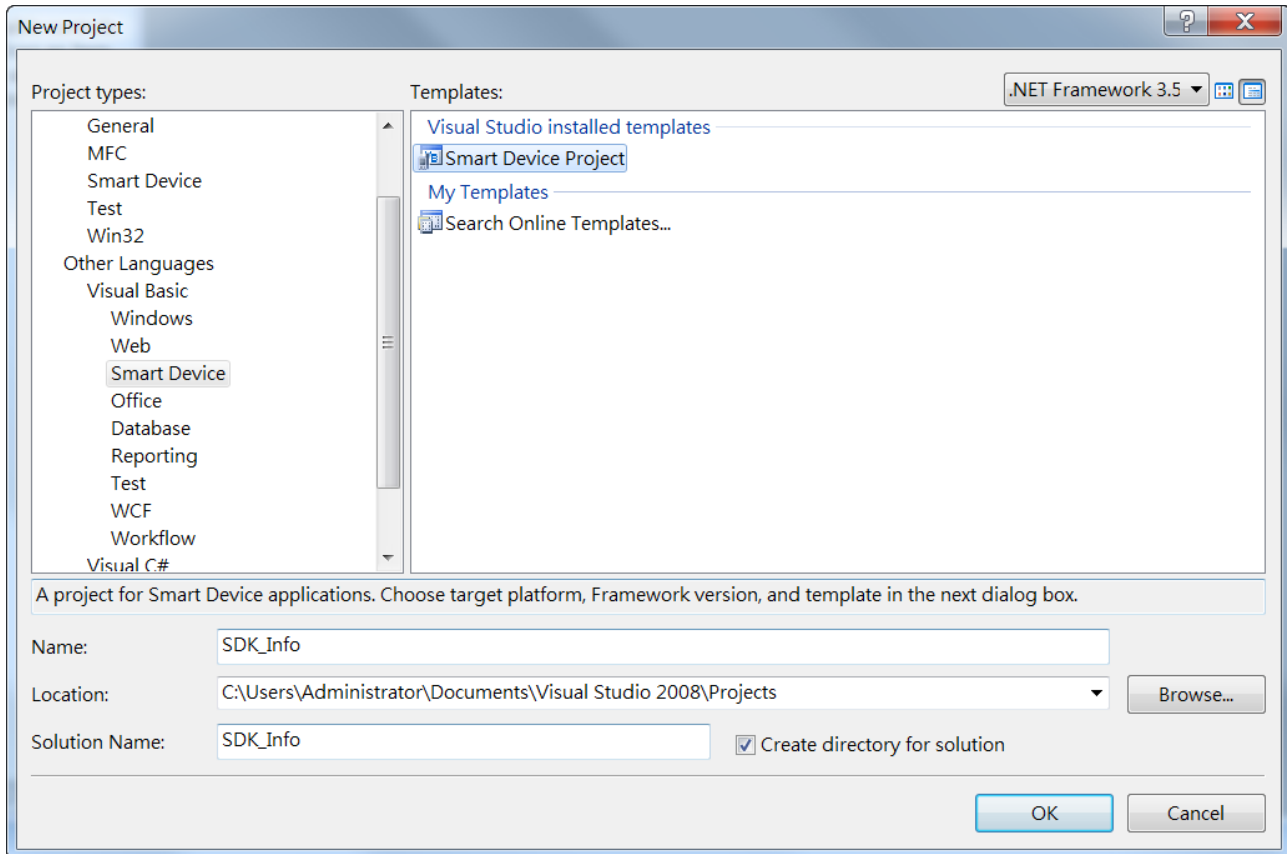 New Project
Project types:
Templates:
.NET Framework 3.5
General
MFC
Smart Device
Test
Win32
Other Languages
Visual Basic
Windows
Web
Smart Device
Office
Database
Reporting
Test
WCF
Workflow
Visual C#
Visual Studio installed templates
Smart Device Project
My Templates
Search Online Templates...
A project for Smart Device applications. Choose target platform, Framework version, and template in the next dialog box.
Name:
SDK_Info
Location:
C:\Users\Administrator\Documents\Visual Studio 2008\Projects
Browse...
Solution Name:
SDK_Info
Create directory for solution
OK
Cancel